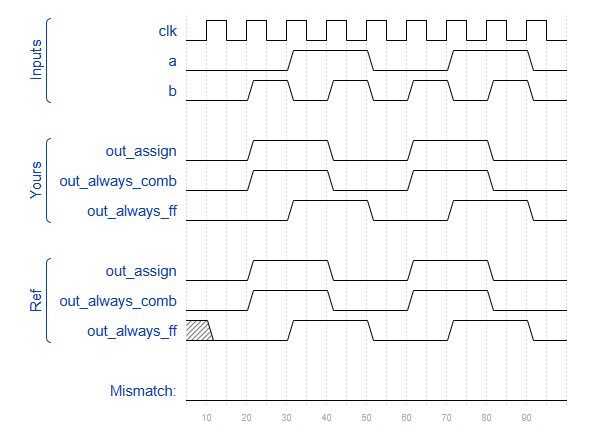 Inputs
clk
a
b
Yours
out_assign
out_always_comb
out_always_ff
Ref
out_assign
out_always_comb
out_always_ff
Mismatch:
10 20 30 40 50 60 70 80 90